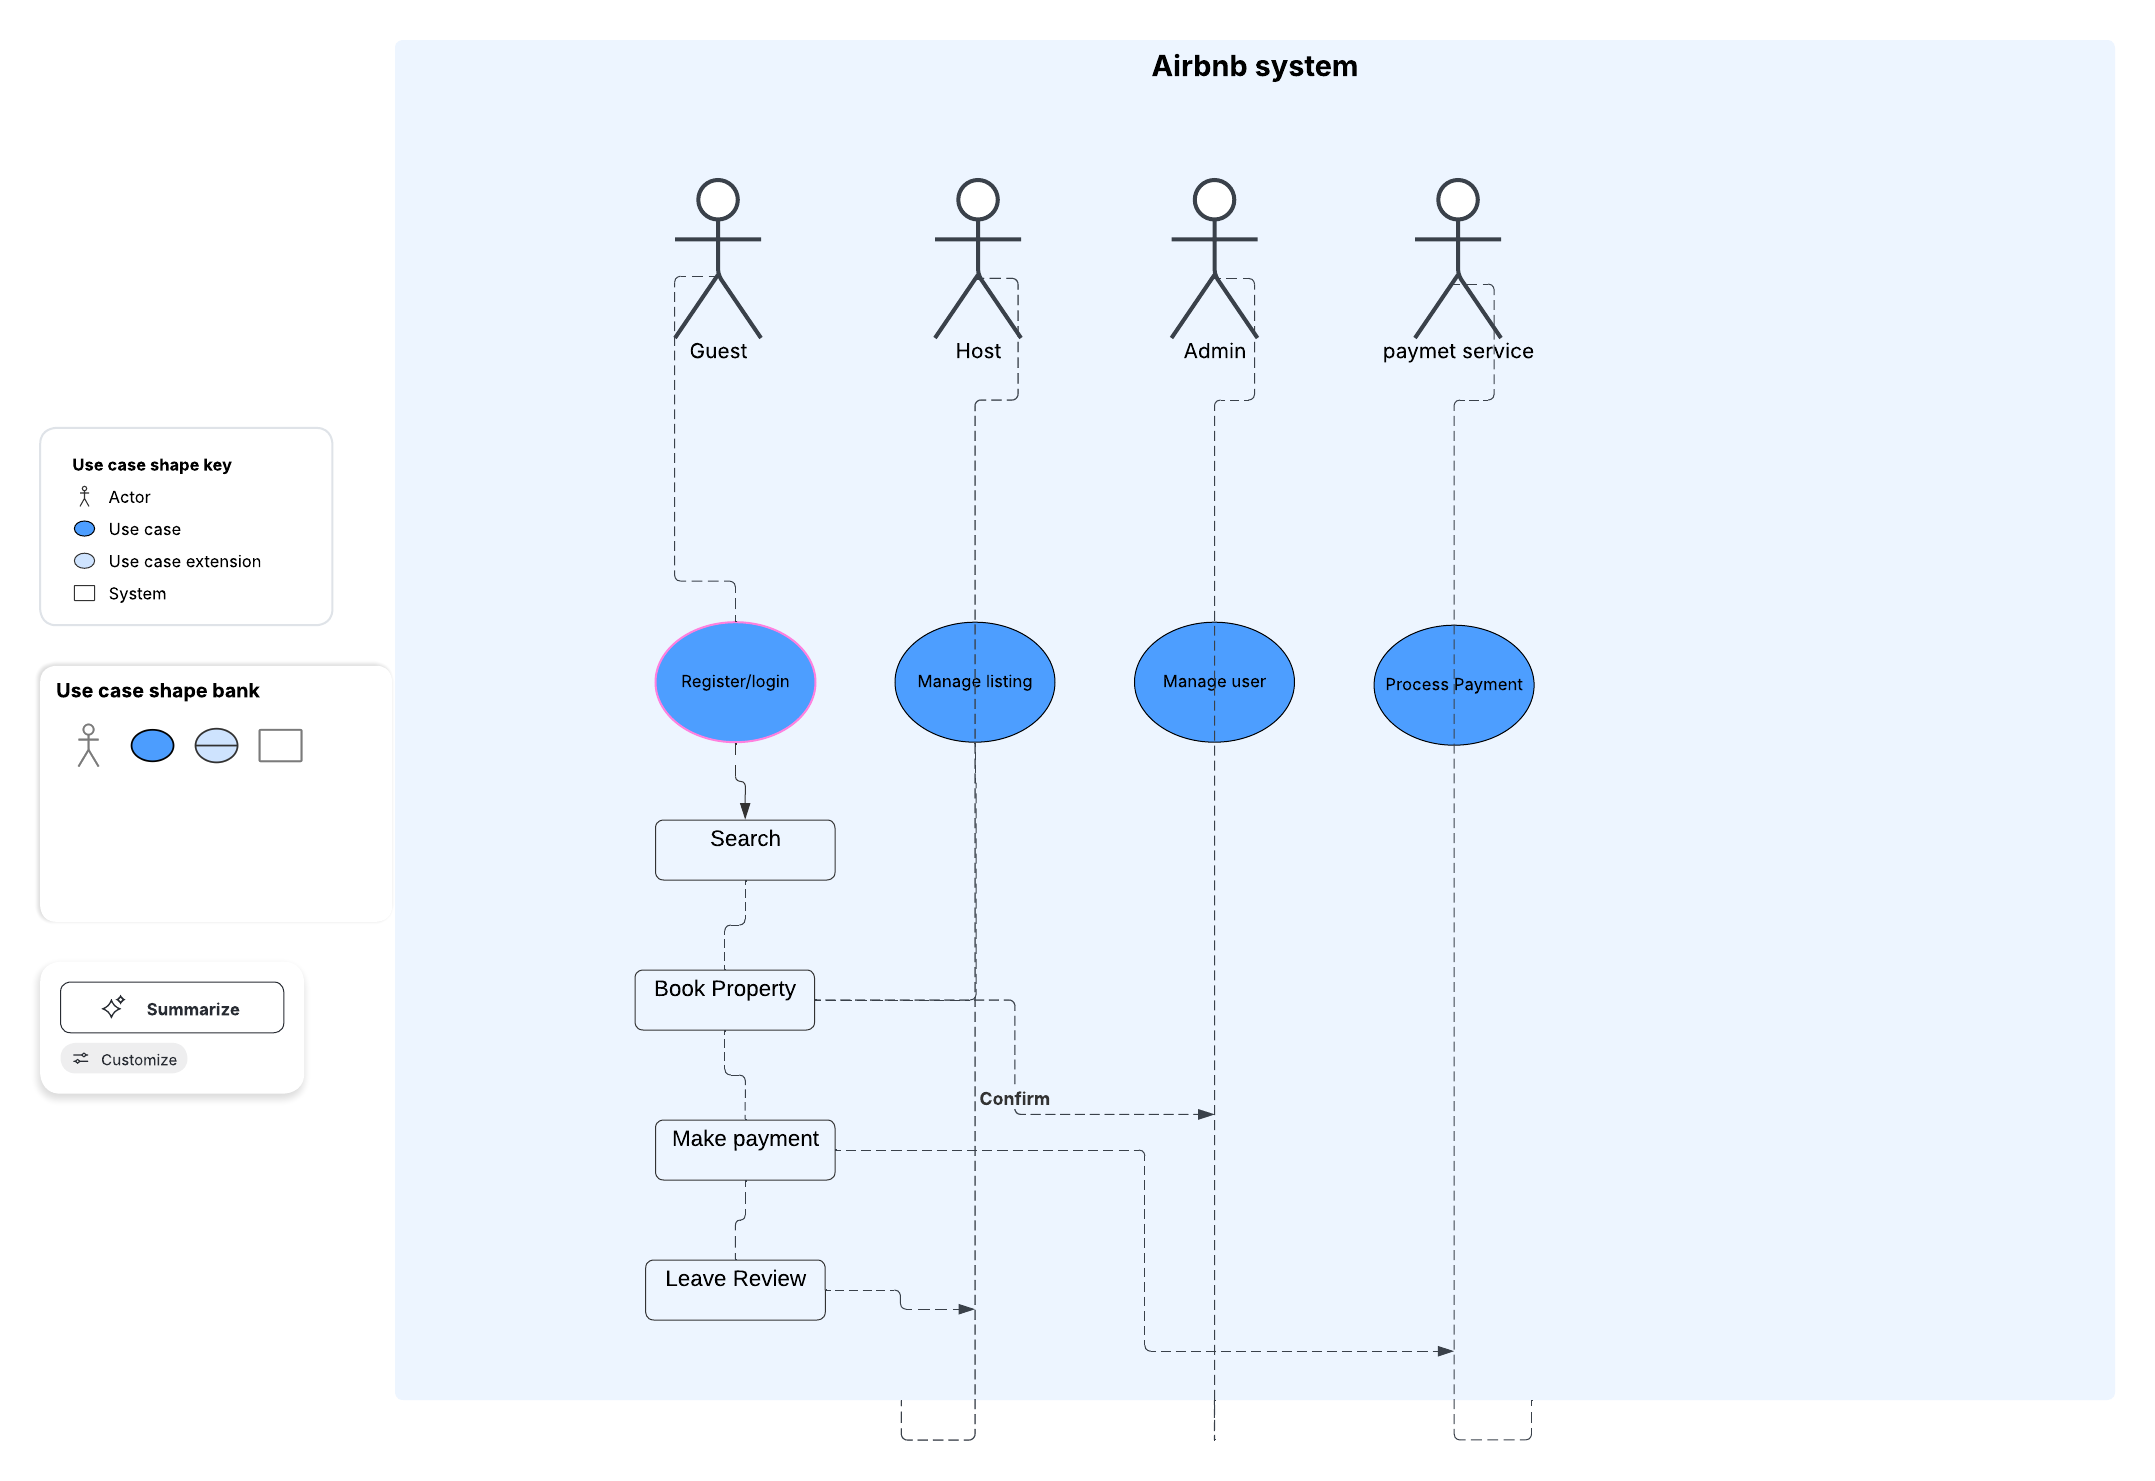 Airbnb system
Guest
Host
Admin
paymet service
Use case shape key
Actor
Use case
Use case extension
System
Use case shape bank
Register/login
Manage listing
Manage user
Process Payment
Search
Book Property
Summarize
Customize
Confirm
Make payment
Leave Review